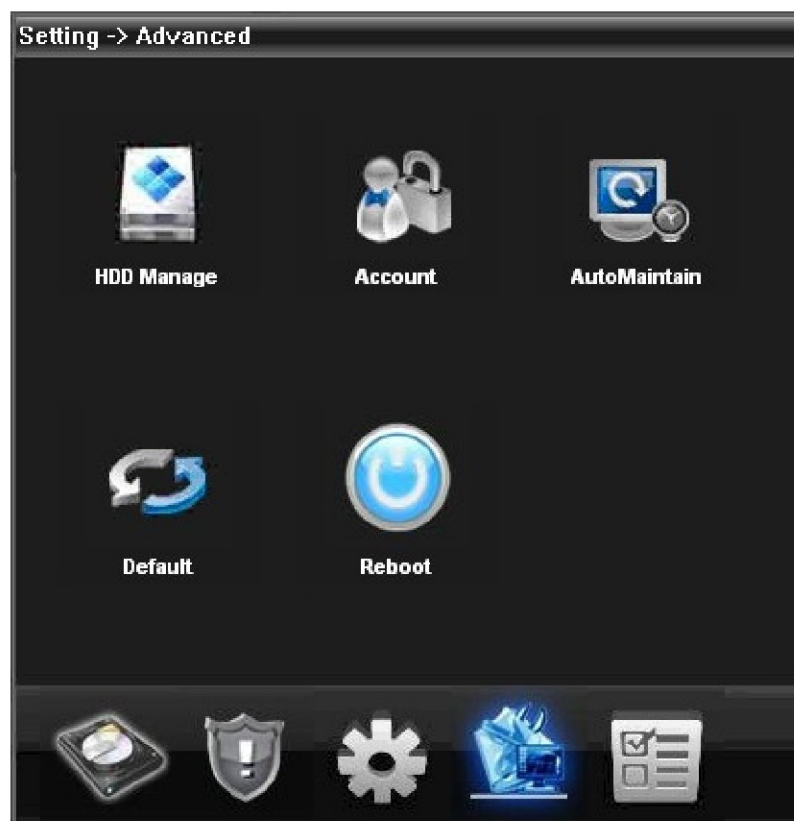 Setting -> Advanced
HDD Manage
Account
AutoMaintain
Default
Reboot